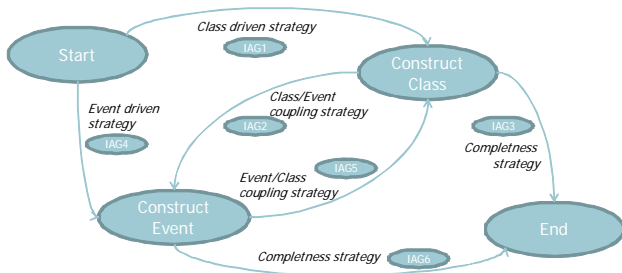 Class driven strategy
IAG1
Start
Construct
Class
Event driven
strategy
IAG4
Class/Event
coupling strategy
IAG2
IAG3
Completness
strategy
Event/Class
coupling strategy
IAG5
Construct
Event
End
Completness strategy
IAG6